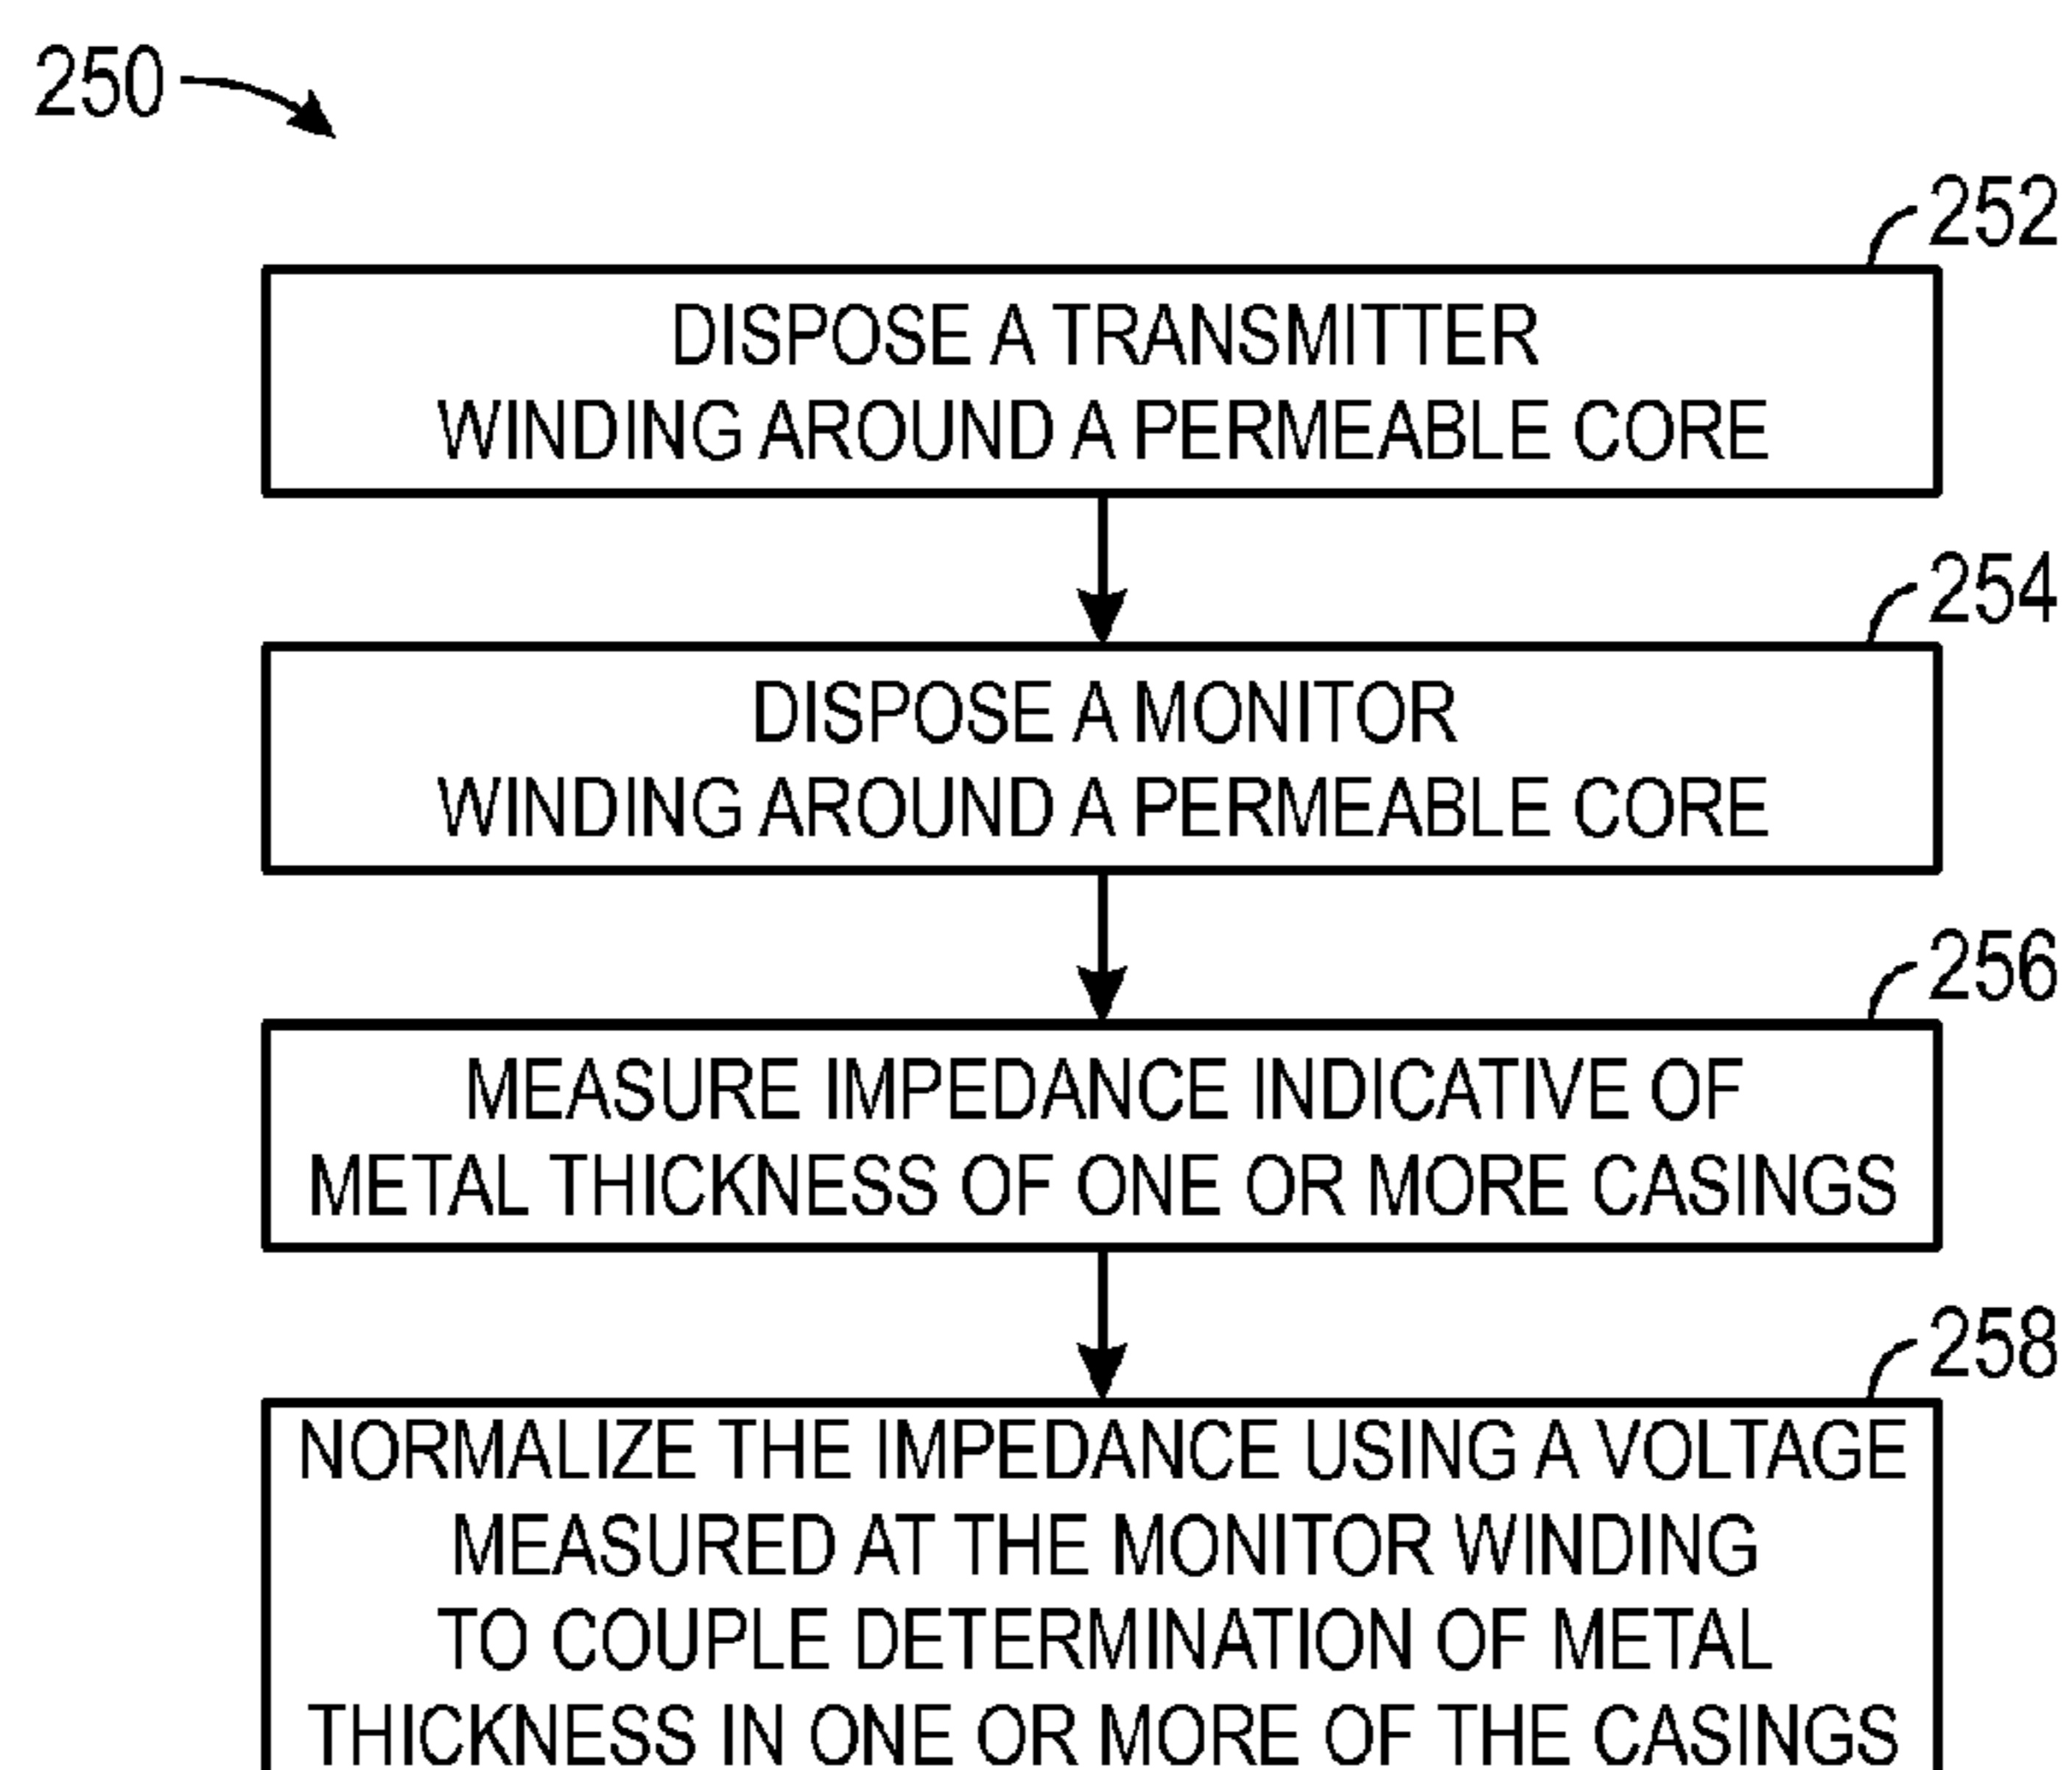 250
252
DISPOSE A TRANSMITTER
WINDING AROUND A PERMEABLE CORE
254
DISPOSE A MONITOR
WINDING AROUND A PERMEABLE CORE
256
MEASURE IMPEDANCE INDICATIVE OF
METAL THICKNESS OF ONE OR MORE CASINGS
258
NORMALIZE THE IMPEDANCE USING A VOLTAGE
MEASURED AT THE MONITOR WINDING
TO COUPLE DETERMINATION OF METAL
THICKNESS IN ONE OR MORE OF THE CASINGS